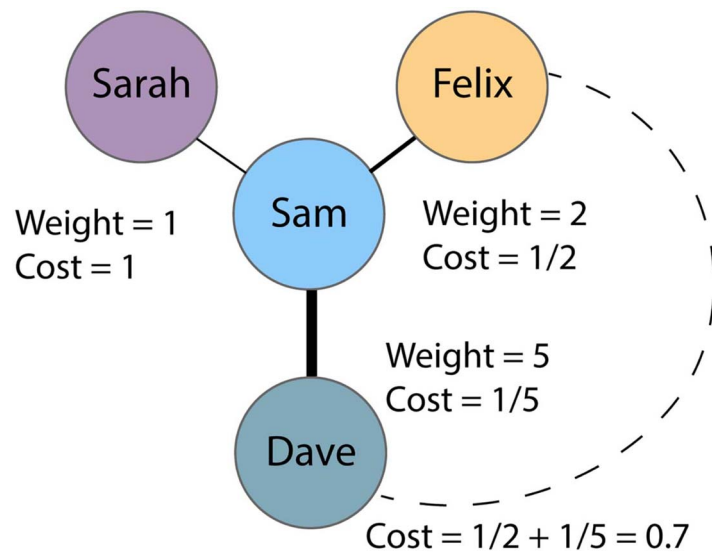 Sarah
Felix
Sam
Weight = 1
Cost = 1
Weight = 2
Cost = 1/2
Weight = 5
Cost = 1/5
Dave
Cost = 1/2 + 1/5 = 0.7